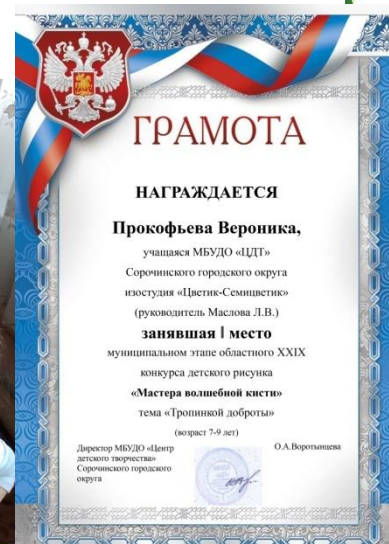 ГРАМОТА
НАГРАЖДАЕТСЯ
Прокофьева Вероника,
учащаяся МБУДО «ЦДТ»
Сорочинского городского округа
изостудия «Цветик-Семицветик»
(руководитель Маслова Л.В.)
занявшая I место
муниципальном этапе областного XXIX
конкурса детского рисунка
«Мастера волшебной кисти»
тема «Тропинкой доброты»
(возраст 7-9 лет)
Директор МБУДО «Центр
детского творчества»
Сорочинского городского
округа
О.А.Воротынцева